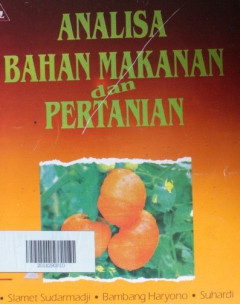 ANALISA
BAHAN MAKANAN
dan
PERTANIAN
• Slamet Sudarmadji • Bambang Haryono • Suhardi